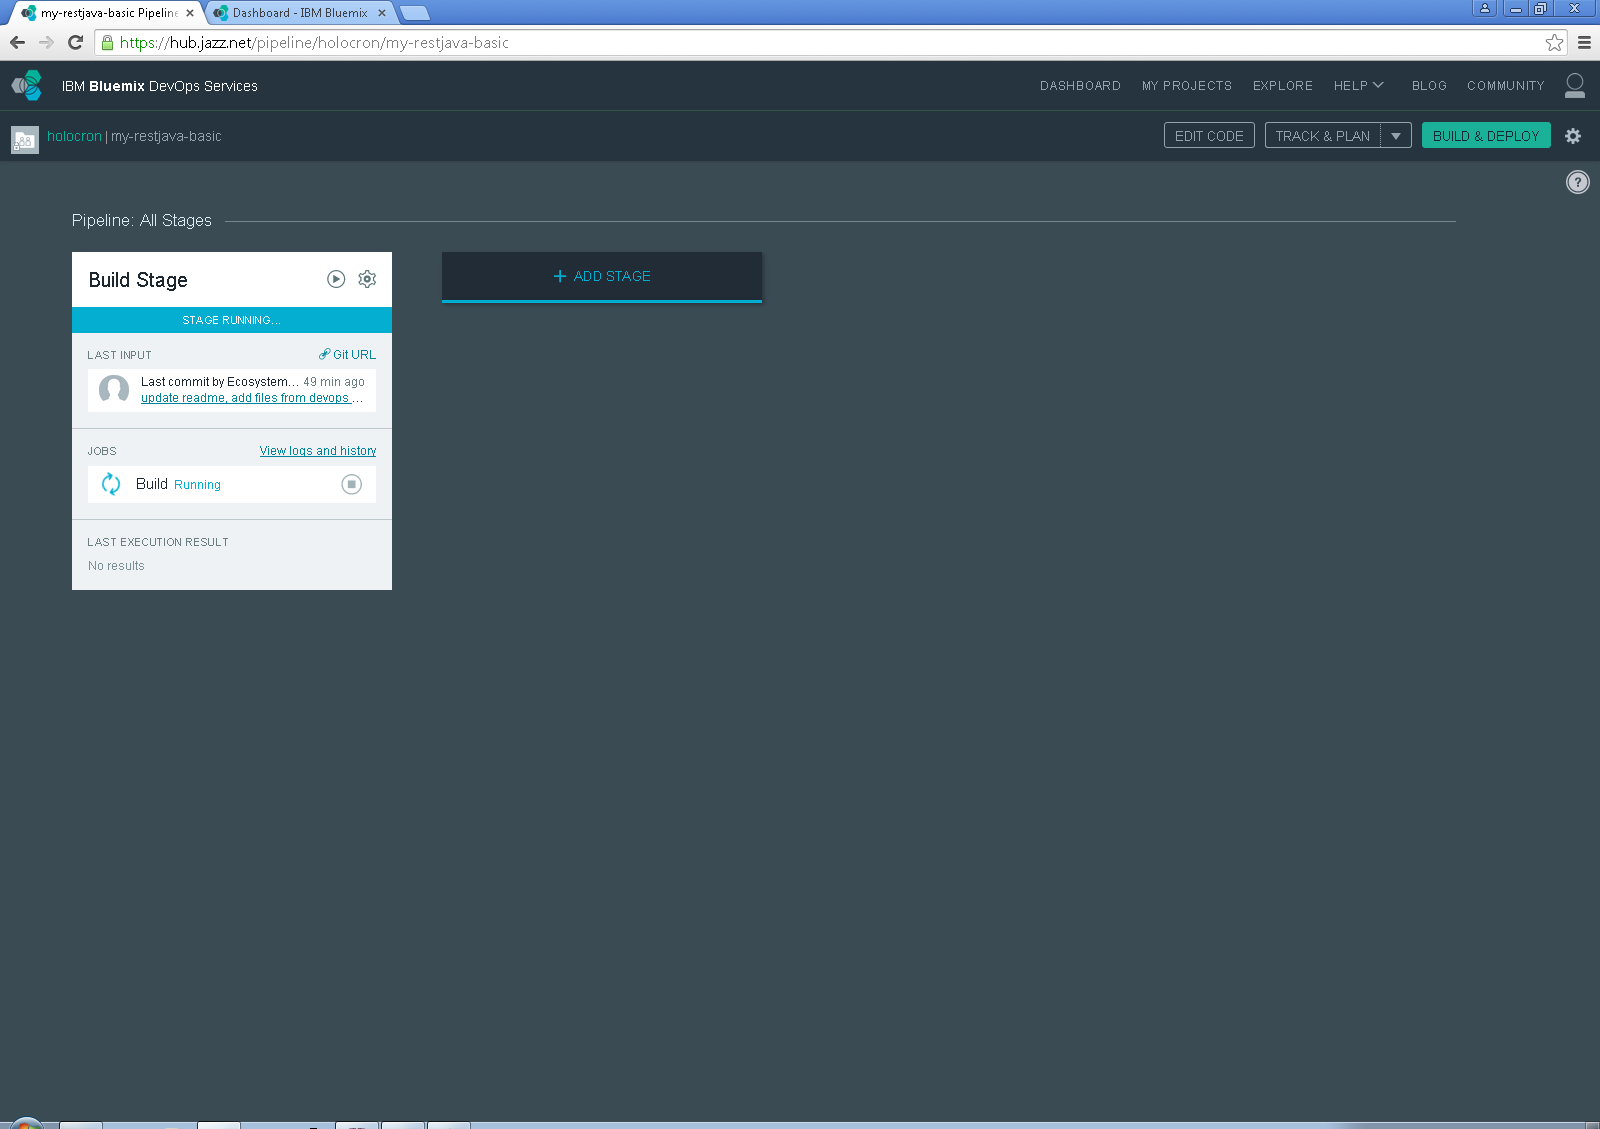 my-restjava-basic Pipeline
Dashboard - IBM Bluemix
https://hub.jazz.net/pipeline/holocron/my-restjava-basic
IBM Bluemix DevOps Services
DASHBOARD MY PROJECTS EXPLORE HELP BLOG COMMUNITY
holocron | my-restjava-basic
EDIT CODE TRACK & PLAN BUILD & DEPLOY
?
Pipeline: All Stages
Build Stage
+ ADD STAGE
STAGE RUNNING...
LAST INPUT Git URL
Last commit by Ecosystem... 49 min ago
update readme, add files from devops ...
JOBS View logs and history
Build Running
LAST EXECUTION RESULT
No results